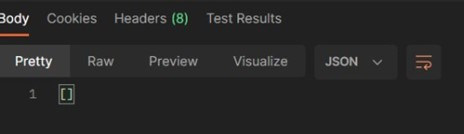 Body Cookies Headers (8) Test Results
Pretty Raw Preview Visualize JSON
1 []